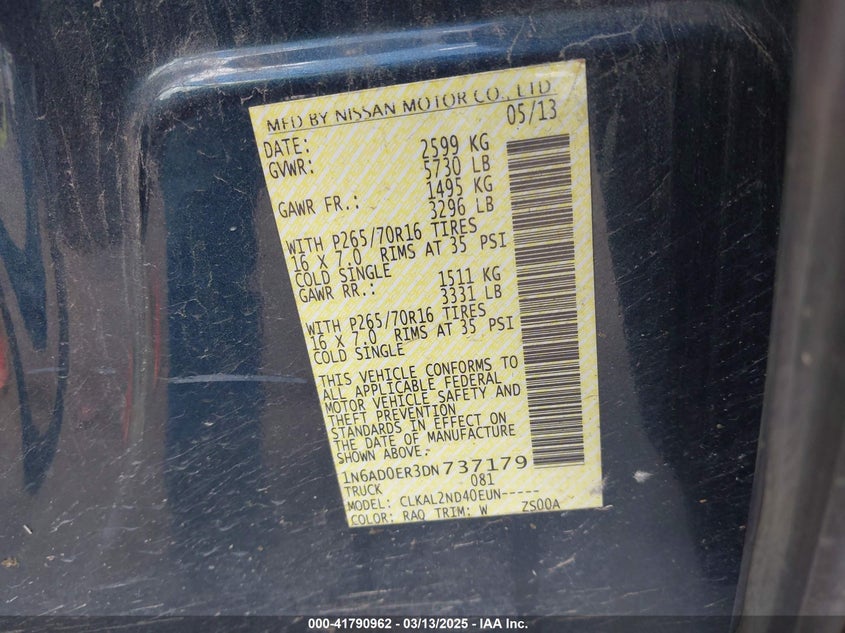 MFD BY NISSAN MOTOR CO., LTD
DATE: 05/13
GVWR: 2599 KG
5730 LB
GAWR FR.: 1495 KG
3296 LB
WITH P265/70R16 TIRES
16 X 7.0 RIMS AT 35 PSI
COLD SINGLE
GAWR RR.: 1511 KG
3331 LB
WITH P265/70R16 TIRES
16 X 7.0 RIMS AT 35 PSI
COLD SINGLE
THIS VEHICLE CONFORMS TO
ALL APPLICABLE FEDERAL
MOTOR VEHICLE SAFETY AND
THEFT PREVENTION
STANDARDS IN EFFECT ON
THE DATE OF MANUFACTURE
SHOWN ABOVE.
1N6AD0ER3DN737179
TRUCK 081
MODEL: CLKAL2ND40EUN-----
COLOR: RAQ TRIM: W ZS00A
000-41790962 - 03/13/2025 - IAA Inc.